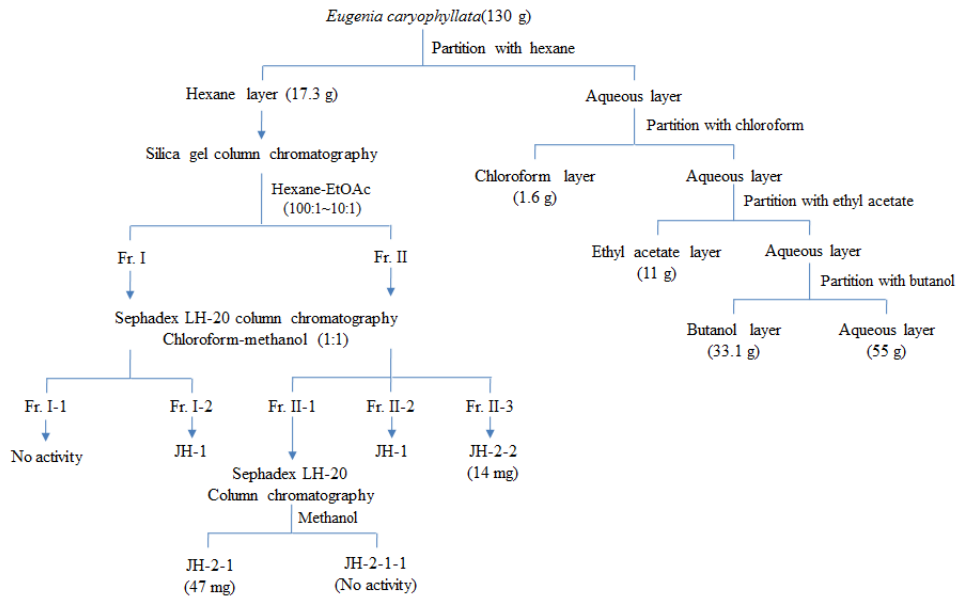 Eugenia caryophyllata(130 g)
Partition with hexane
Hexane layer (17.3 g)
Aqueous layer
Partition with chloroform
Silica gel column chromatography
Chloroform layer
(1.6 g)
Aqueous layer
Hexane-EtOAc
(100:1~10:1)
Partition with ethyl acetate
Fr. I
Fr. II
Ethyl acetate layer
(11 g)
Aqueous layer
Partition with butanol
Sephadex LH-20 column chromatography
Chloroform-methanol (1:1)
Butanol layer
(33.1 g)
Aqueous layer
(55 g)
Fr. I-1
Fr. I-2
Fr. II-1
Fr. II-2
Fr. II-3
No activity
JH-1
JH-1
JH-2-2
(14 mg)
Sephadex LH-20
Column chromatography
Methanol
JH-2-1
(47 mg)
JH-2-1-1
(No activity)